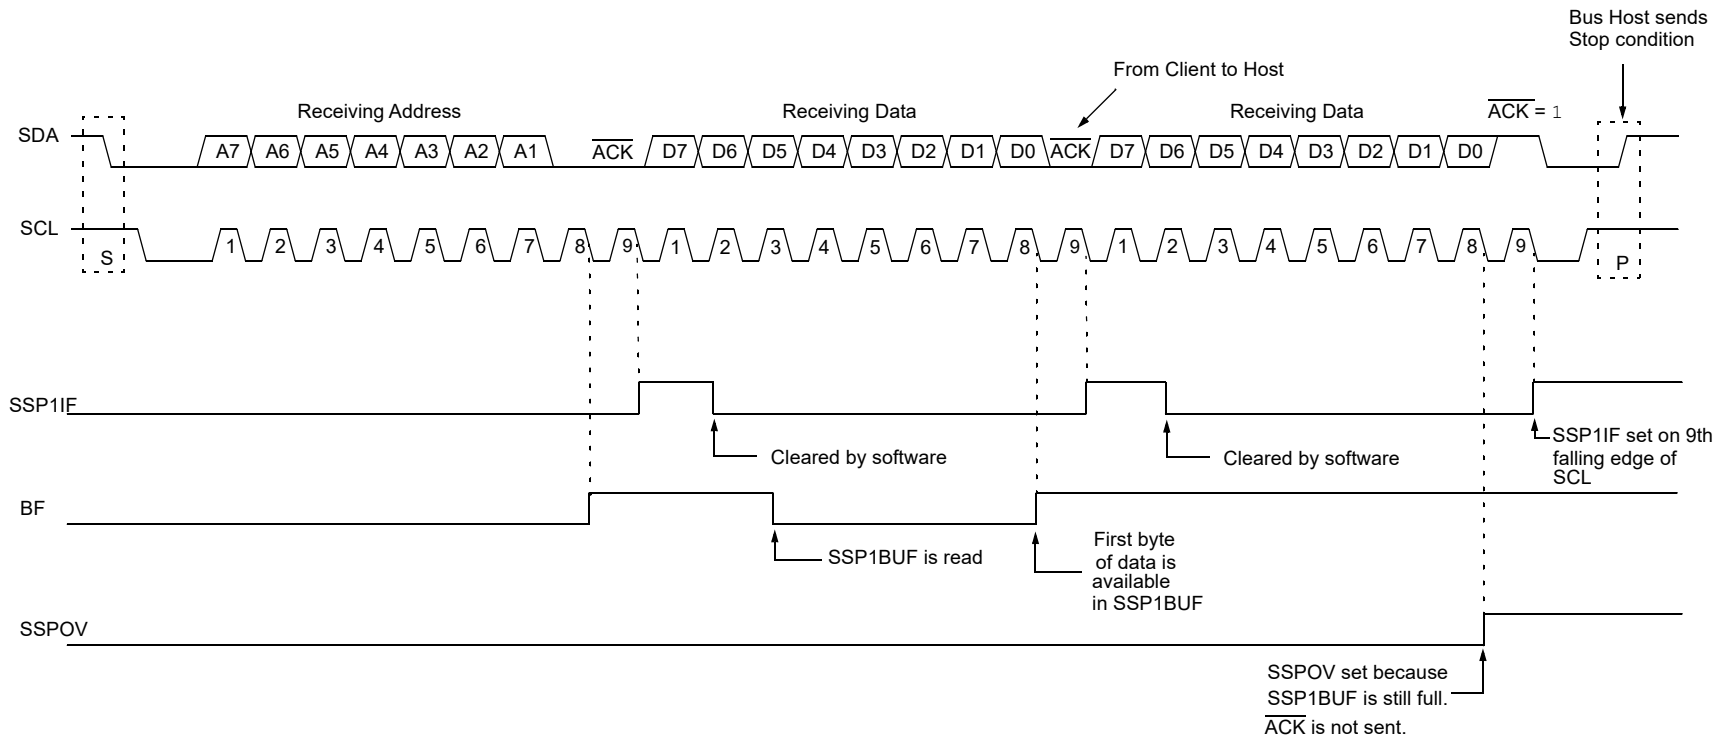 Bus Host sends
Stop condition
From Client to Host
Receiving Address
Receiving Data
Receiving Data
ACK = 1
SDA
A7 A6 A5 A4 A3 A2 A1 ACK D7 D6 D5 D4 D3 D2 D1 D0 ACK D7 D6 D5 D4 D3 D2 D1 D0
SCL
S
1 2 3 4 5 6 7 8 9 1 2 3 4 5 6 7 8 9 1 2 3 4 5 6 7 8 9
P
SSP1IF
Cleared by software
Cleared by software
SSP1IF set on 9th
falling edge of
SCL
BF
SSP1BUF is read
First byte
of data is
available
in SSP1BUF
SSPOV
SSPOV set because
SSP1BUF is still full.
ACK is not sent.